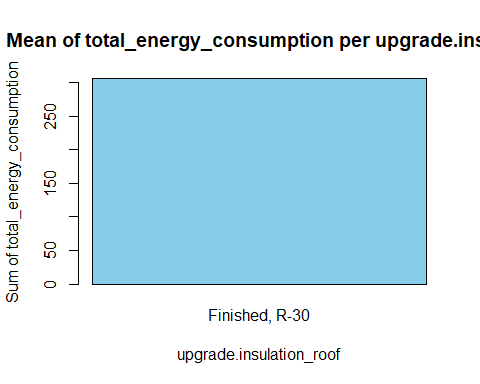 Mean of total_energy_consumption per upgrade.ins
Sum of total_energy_consumption
250
150
50
0
Finished, R-30
upgrade.insulation_roof